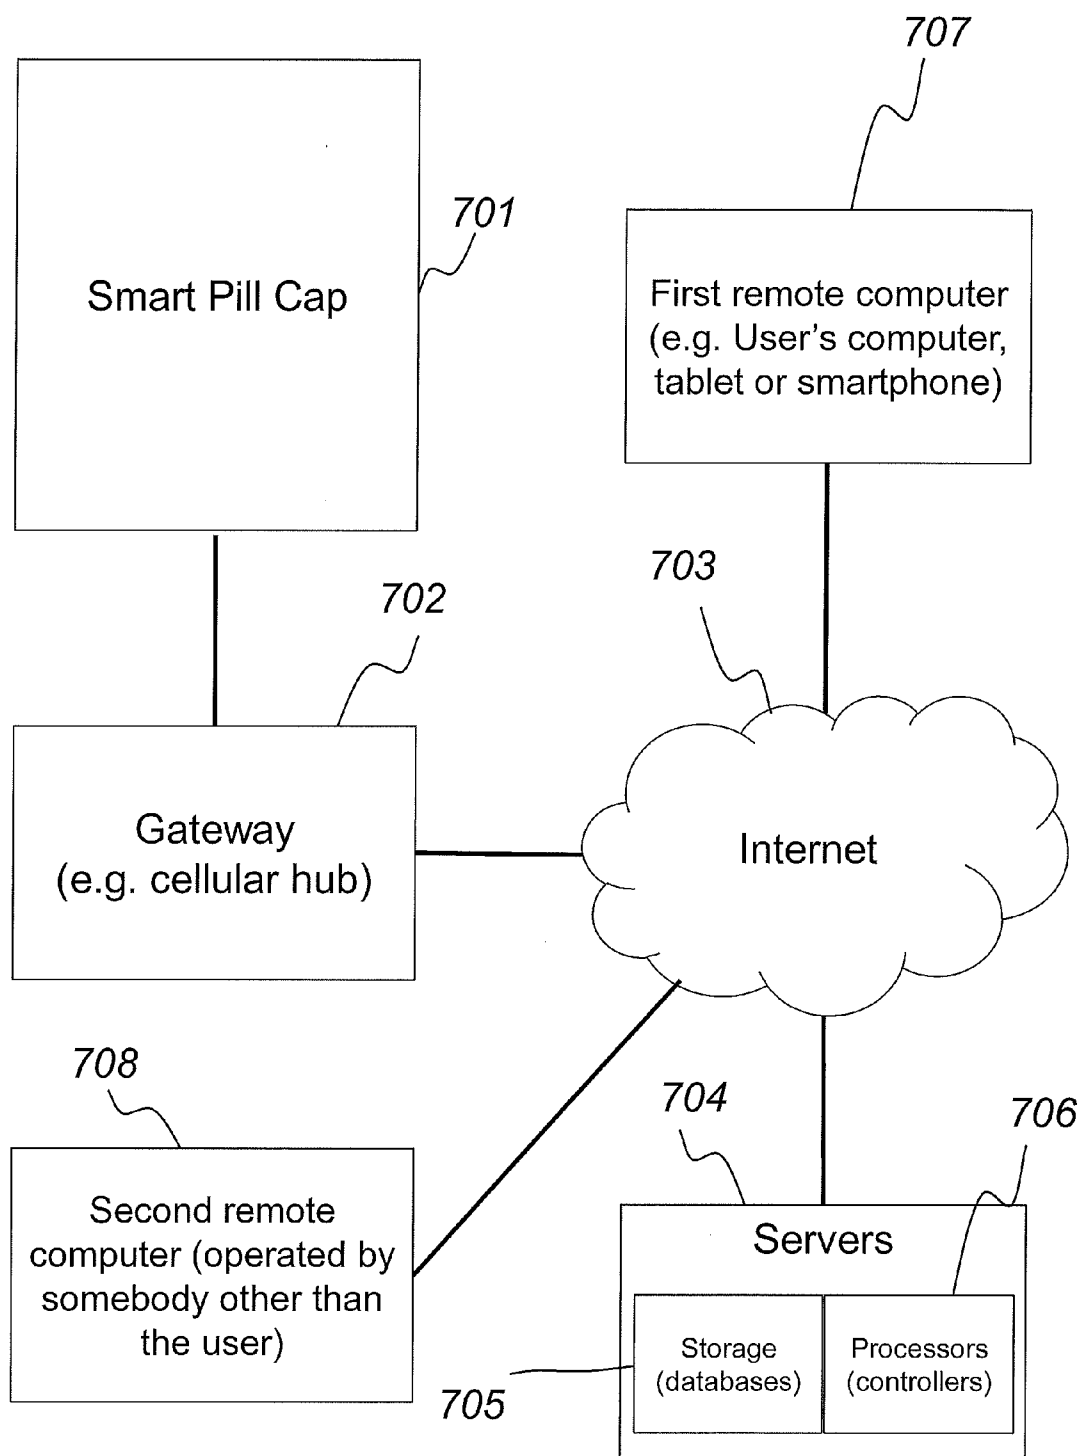 707
701
Smart Pill Cap
First remote computer
(e.g. User's computer,
tablet or smartphone)
703
702
Gateway
(e.g. cellular hub)
Internet
708
704
706
Second remote
computer (operated by
somebody other than
the user)
Servers
Storage
(databases)
Processors
(controllers)
705